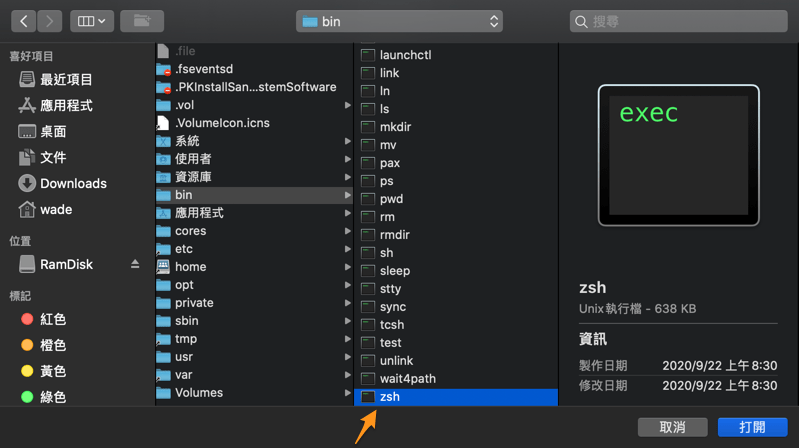 bin
搜尋
喜好項目
最近項目
應用程式
桌面
文件
Downloads
wade
位置
RamDisk
標記
紅色
橙色
黃色
綠色
.file
.fseventsd
.PKInstallSan...stemSoftware
.vol
.VolumeIcon.icns
系統
使用者
資源庫
bin
應用程式
cores
etc
home
opt
private
sbin
tmp
usr
var
Volumes
launchctl
link
ln
ls
mkdir
mv
pax
ps
pwd
rm
rmdir
sh
sleep
stty
sync
tcsh
test
unlink
wait4path
zsh
exec
zsh
Unix執行檔 - 638 KB
資訊
製作日期 2020/9/22 上午8:30
修改日期 2020/9/22 上午8:30
取消
打開